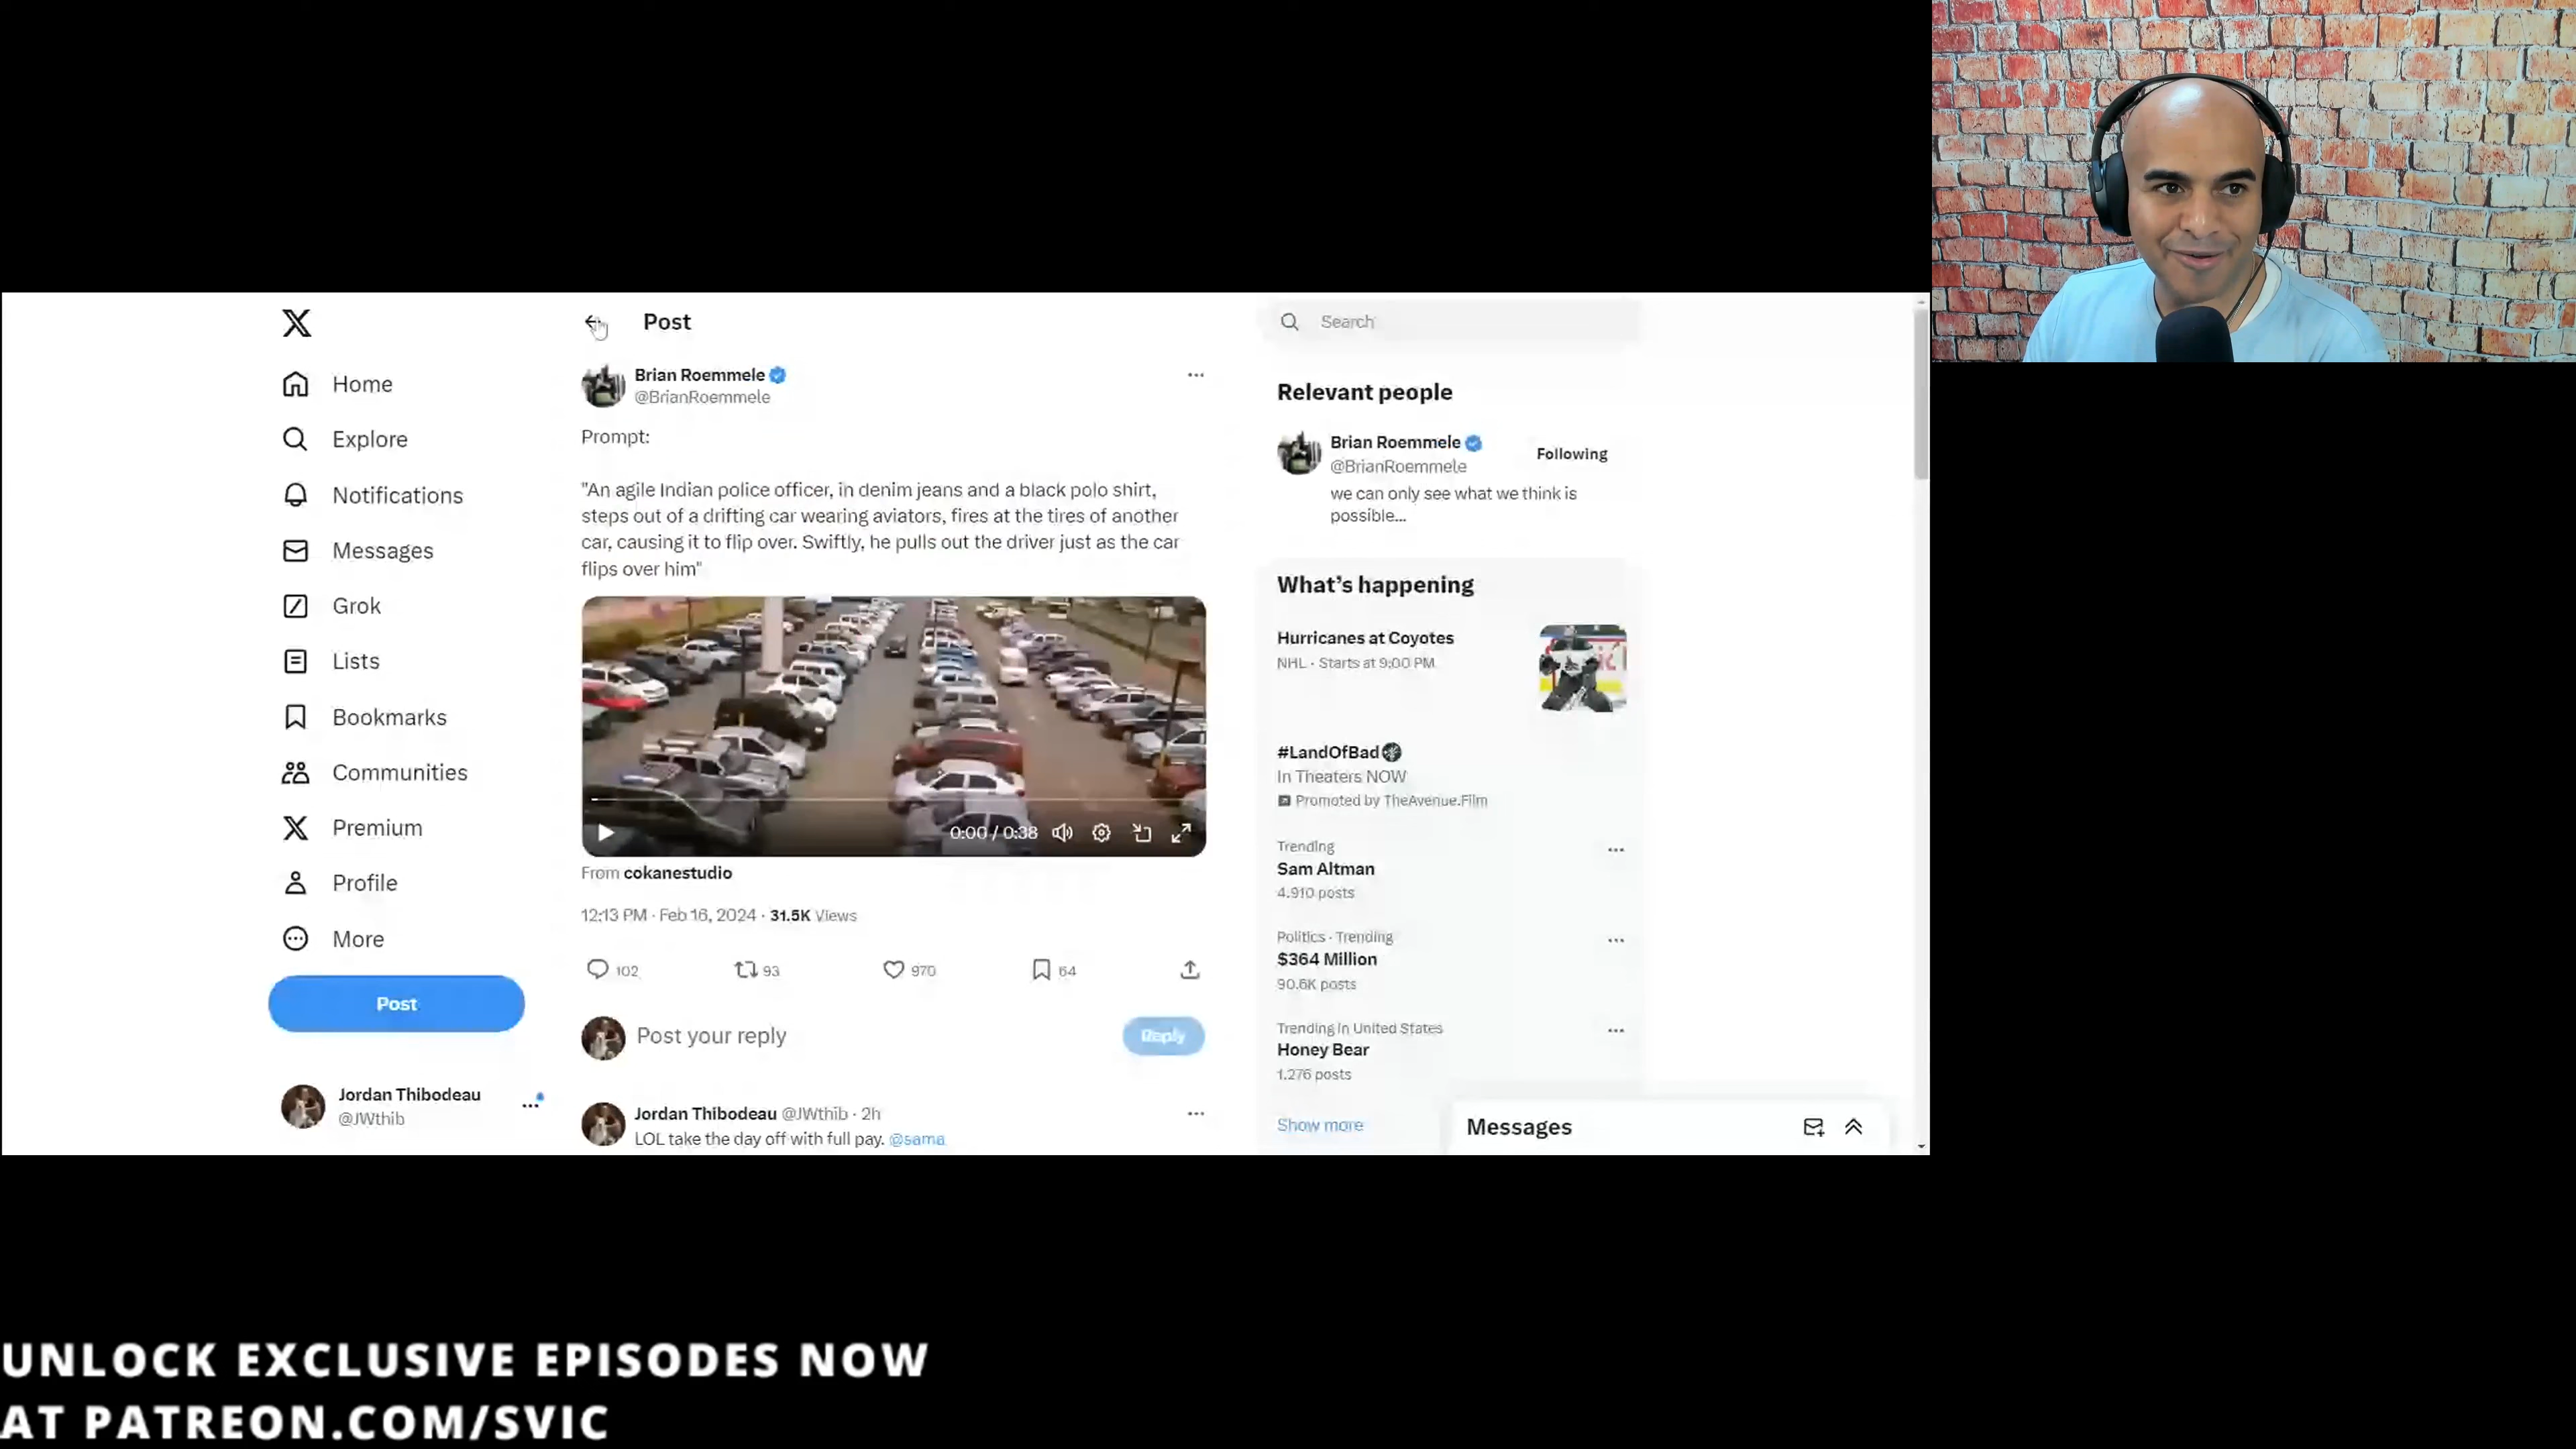 Home
Explore
Notifications
Messages
Grok
Lists
Bookmarks
Communities
Premium
Profile
More
Post
Jordan Thibodeau
@JWthib
Post
Brian Roemmele
@BrianRoemmele
Prompt:
"An agile Indian police officer, in denim jeans and a black polo shirt,
steps out of a drifting car wearing aviators, fires at the tires of another
car, causing it to flip over. Swiftly, he pulls out the driver just as the car
flips over him"
0:00 / 0:38
From cokanestudio
12:13 PM · Feb 16, 2024 · 31.5K Views
102 93 970 64
Post your reply
Reply
Jordan Thibodeau @JWthib · 2h
LOL take the day off with full pay. @sama
Search
Relevant people
Brian Roemmele
@BrianRoemmele
Following
we can only see what we think is
possible...
What's happening
Hurricanes at Coyotes
NHL · Starts at 9:00 PM
#LandOfBad
In Theaters NOW
Promoted by TheAvenue.Film
Trending
Sam Altman
4,910 posts
Politics · Trending
$364 Million
90.6K posts
Trending in United States
Honey Bear
1,276 posts
Show more
Messages
UNLOCK EXCLUSIVE EPISODES NOW
AT PATREON.COM/SVIC